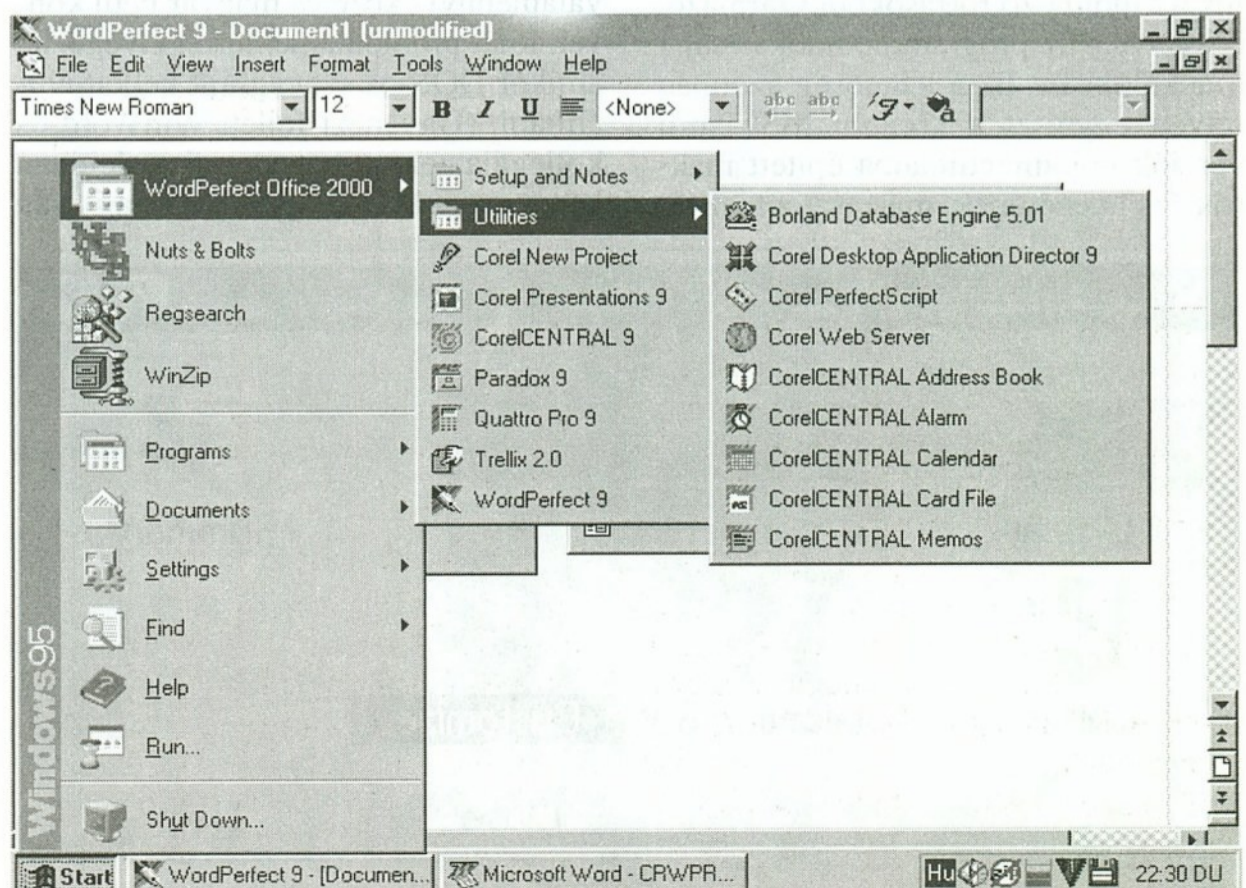 WordPerfect 9 - Document1 (unmodified)
File Edit View Insert Format Tools Window Help
Times New Roman 12 B I U <None> abc abc
WordPerfect Office 2000
Nuts & Bolts
Regsearch
WinZip
Programs
Documents
Settings
Find
Help
Run...
Shut Down...
Windows95
Setup and Notes
Utilities
Corel New Project
Corel Presentations 9
CorelCENTRAL 9
Paradox 9
Quattro Pro 9
Trellix 2.0
WordPerfect 9
Borland Database Engine 5.01
Corel Desktop Application Director 9
Corel PerfectScript
Corel Web Server
CorelCENTRAL Address Book
CorelCENTRAL Alarm
CorelCENTRAL Calendar
CorelCENTRAL Card File
CorelCENTRAL Memos
Start WordPerfect 9 - [Documen... Microsoft Word - CRWPR... Hu 22:30 DU